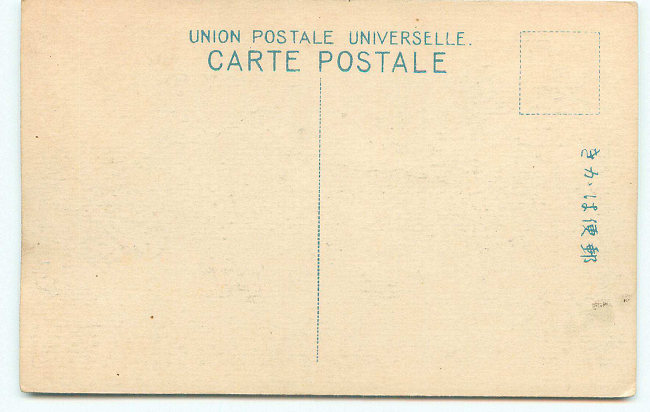 UNION POSTALE UNIVERSELLE.
CARTE POSTALE
きかは便郵